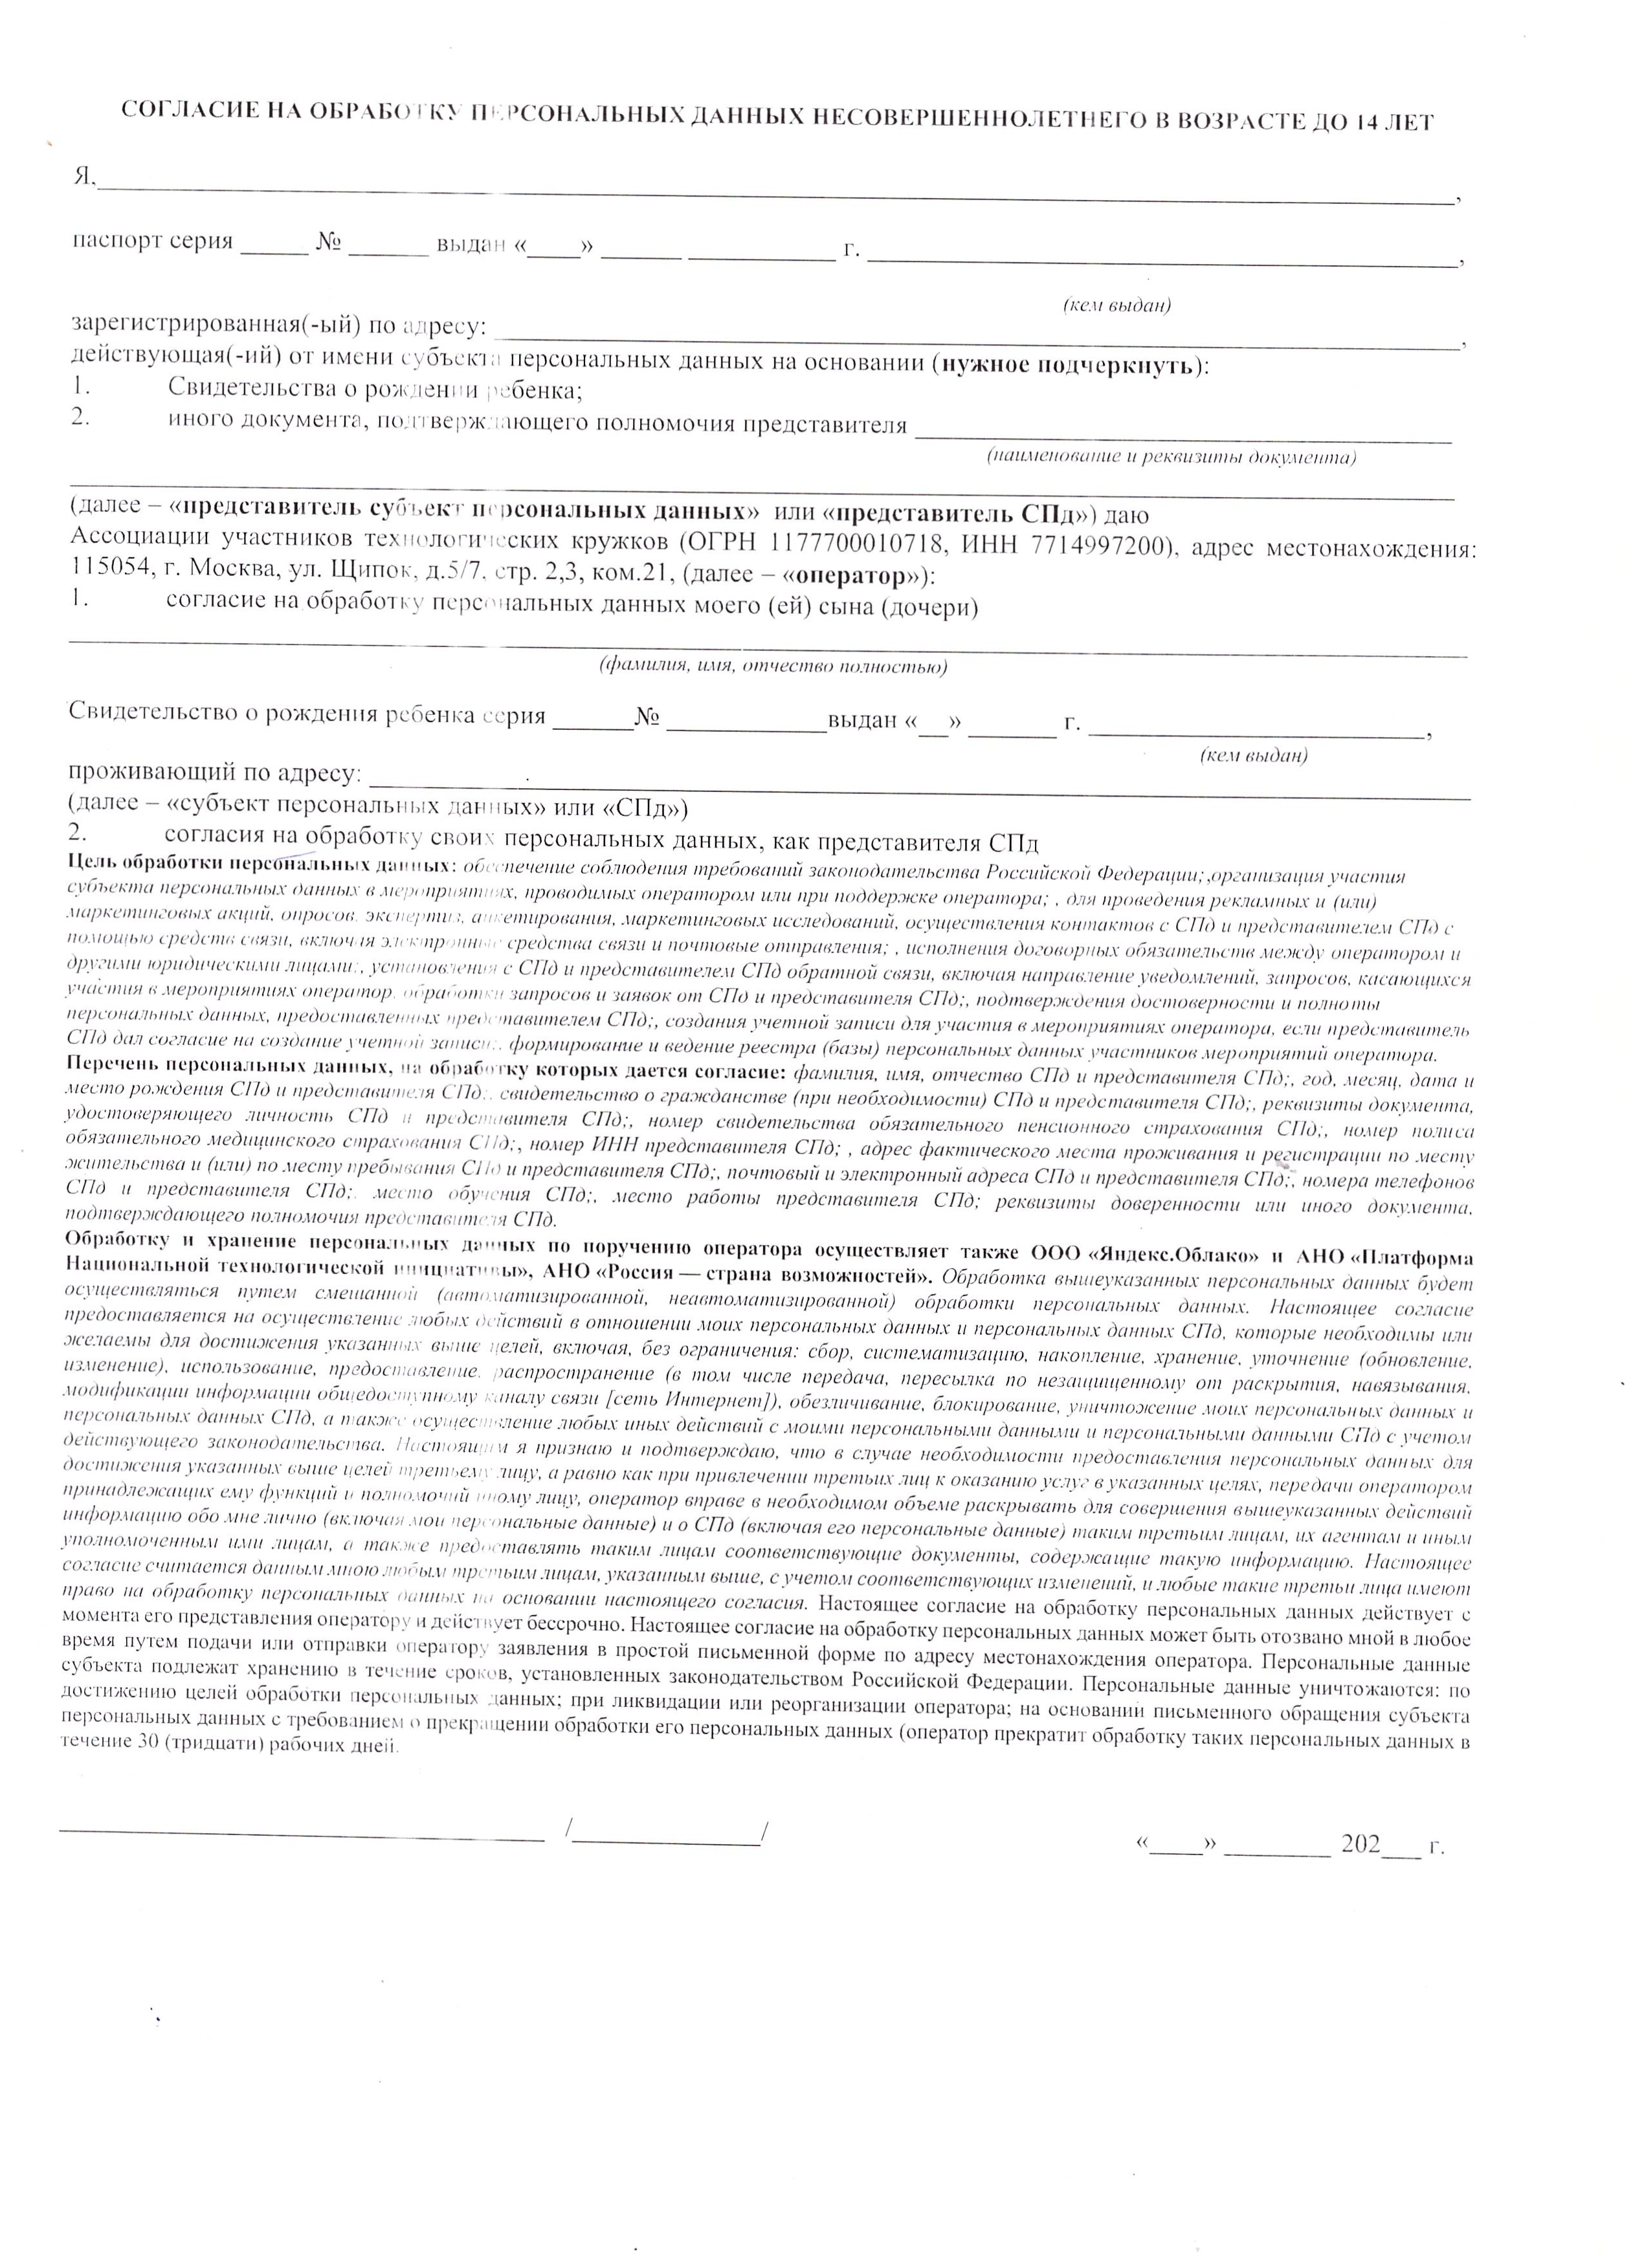 СОГЛАСИЕ НА ОБРАБОТКУ ПЕРСОНАЛЬНЫХ ДАННЫХ НЕСОВЕРШЕННОЛЕТНЕГО В ВОЗРАСТЕ ДО 14 ЛЕТ
Я,____________________,
паспорт серия _____ № ______ выдан «____» ______ ___________ г. ____________________,
(кем выдан)
зарегистрированная(-ый) по адресу: ____________________,
действующая(-ий) от имени субъекта персональных данных на основании (нужное подчеркнуть):
1. Свидетельства о рождении ребенка;
2. иного документа, подтверждающего полномочия представителя ____________________
(наименование и реквизиты документа)
____________________
(далее – «представитель субъект персональных данных» или «представитель СПд») даю
Ассоциации участников технологических кружков (ОГРН 1177700010718, ИНН 7714997200), адрес местонахождения:
115054, г. Москва, ул. Щипок, д.5/7, стр. 2,3, ком.21, (далее – «оператор»):
1. согласие на обработку персональных данных моего (ей) сына (дочери)
____________________
(фамилия, имя, отчество полностью)
Свидетельство о рождения ребенка серия ______№ ____________выдан «__» ______ г. ____________________,
(кем выдан)
проживающий по адресу: ____________________
(далее – «субъект персональных данных» или «СПд»)
2. согласия на обработку своих персональных данных, как представителя СПд
Цель обработки персональных данных: обеспечение соблюдения требований законодательства Российской Федерации; ,организация участия
субъекта персональных данных в мероприятиях, проводимых оператором или при поддержке оператора; , для проведения рекламных и (или)
маркетинговых акций, опросов, экспертиз, анкетирования, маркетинговых исследований, осуществления контактов с СПд и представителем СПд с
помощью средств связи, включая электронные средства связи и почтовые отправления; , исполнения договорных обязательств между оператором и
другими юридическими лицами;, установления с СПд и представителем СПд обратной связи, включая направление уведомлений, запросов, касающихся
участия в мероприятиях оператор, обработки запросов и заявок от СПд и представителя СПд;, подтверждения достоверности и полноты
персональных данных, предоставленных представителем СПд;, создания учетной записи для участия в мероприятиях оператора, если представитель
СПд дал согласие на создание учетной записи;, формирование и ведение реестра (базы) персональных данных участников мероприятий оператора.
Перечень персональных данных, на обработку которых дается согласие: фамилия, имя, отчество СПд и представителя СПд;, год, месяц, дата и
место рождения СПд и представителя СПд;, свидетельство о гражданстве (при необходимости) СПд и представителя СПд;, реквизиты документа,
удостоверяющего личность СПд и представителя СПд;, номер свидетельства обязательного пенсионного страхования СПд;, номер полиса
обязательного медицинского страхования СПд;, номер ИНН представителя СПд; , адрес фактического места проживания и регистрации по месту
жительства и (или) по месту пребывания СПд и представителя СПд;, почтовый и электронный адреса СПд и представителя СПд;, номера телефонов
СПд и представителя СПд;, место обучения СПд;, место работы представителя СПд; реквизиты доверенности или иного документа,
подтверждающего полномочия представителя СПд.
Обработку и хранение персональных данных по поручению оператора осуществляет также ООО «Яндекс.Облако» и АНО «Платформа
Национальной технологической инициативы», АНО «Россия — страна возможностей». Обработка вышеуказанных персональных данных будет
осуществляться путем смешанной (автоматизированной, неавтоматизированной) обработки персональных данных. Настоящее согласие
предоставляется на осуществление любых действий в отношении моих персональных данных и персональных данных СПд, которые необходимы или
желаемы для достижения указанных выше целей, включая, без ограничения: сбор, систематизацию, накопление, хранение, уточнение (обновление,
изменение), использование, предоставление, распространение (в том числе передача, пересылка по незащищенному от раскрытия, навязывания,
модификации информации общедоступному каналу связи [сеть Интернет]), обезличивание, блокирование, уничтожение моих персональных данных и
персональных данных СПд, а также осуществление любых иных действий с моими персональными данными и персональными данными СПд с учетом
действующего законодательства. Настоящим я признаю и подтверждаю, что в случае необходимости предоставления персональных данных для
достижения указанных выше целей третьему лицу, а равно как при привлечении третьих лиц к оказанию услуг в указанных целях, передачи оператором
принадлежащих ему функций и полномочий иному лицу, оператор вправе в необходимом объеме раскрывать для совершения вышеуказанных действий
информацию обо мне лично (включая мои персональные данные) и о СПд (включая его персональные данные) таким третьим лицам, их агентам и иным
уполномоченным ими лицам, а также предоставлять таким лицам соответствующие документы, содержащие такую информацию. Настоящее
согласие считается данным мною любым третьим лицам, указанным выше, с учетом соответствующих изменений, и любые такие третьи лица имеют
право на обработку персональных данных на основании настоящего согласия. Настоящее согласие на обработку персональных данных действует с
момента его представления оператору и действует бессрочно. Настоящее согласие на обработку персональных данных может быть отозвано мной в любое
время путем подачи или отправки оператору заявления в простой письменной форме по адресу местонахождения оператора. Персональные данные
субъекта подлежат хранению в течение сроков, установленных законодательством Российской Федерации. Персональные данные уничтожаются: по
достижению целей обработки персональных данных; при ликвидации или реорганизации оператора; на основании письменного обращения субъекта
персональных данных с требованием о прекращении обработки его персональных данных (оператор прекратит обработку таких персональных данных в
течение 30 (тридцати) рабочих дней.
____________________ /______________/ «____» ________ 202___ г.